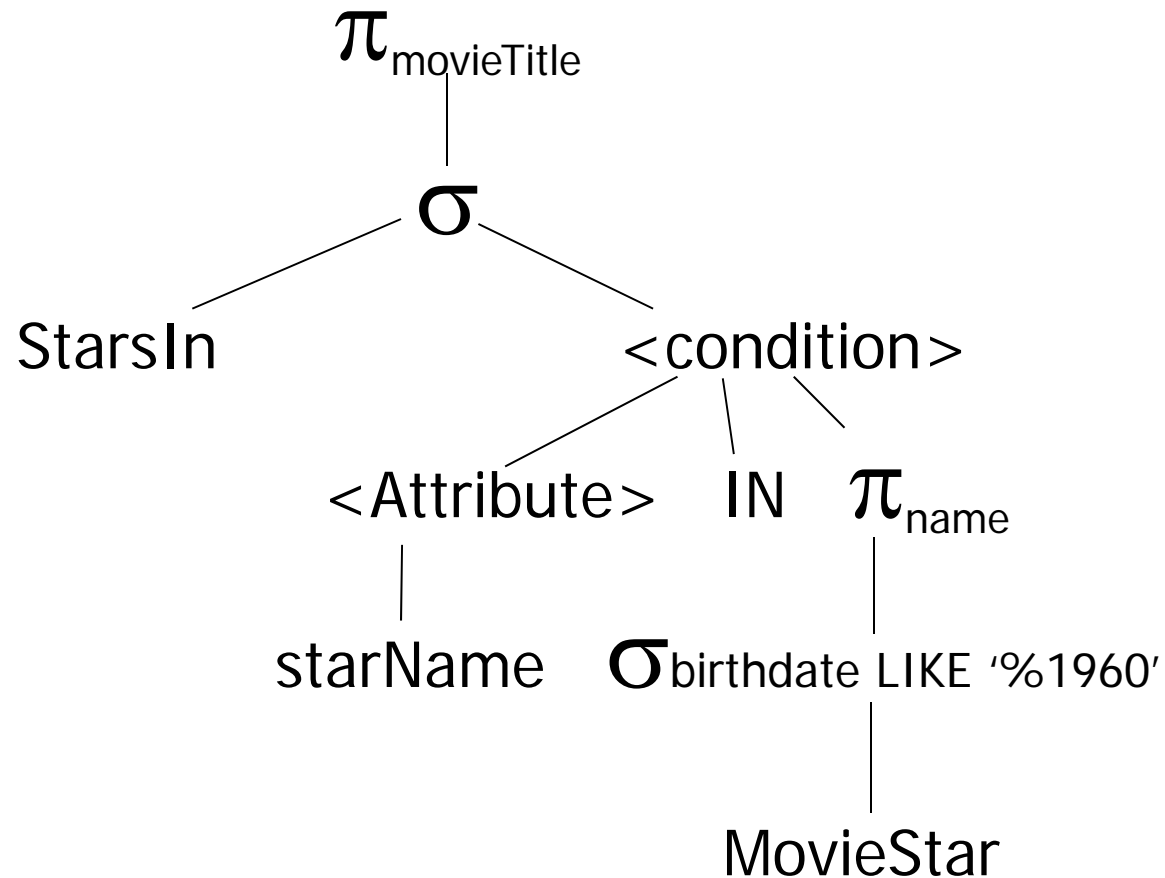 π movieTitle
σ
StarsIn <condition>
<Attribute> IN π name
starName σ birthdate LIKE ‘%1960’
MovieStar